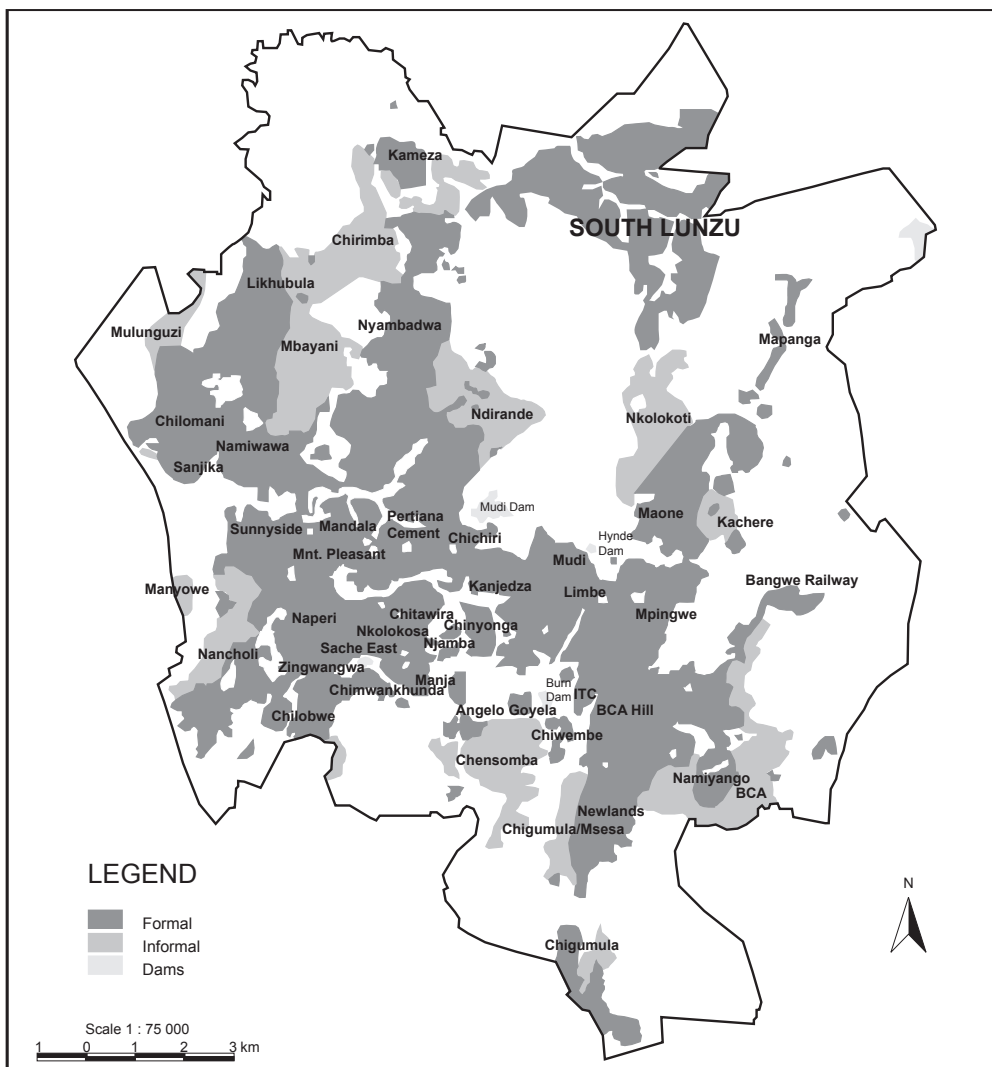 Kameza
SOUTH LUNZU
Chirimba
Likhubula
Mulunguzi
Nyambadwa
Mbayani
Mapanga
Chilomani
Ndirande
Nkolokoti
Namiwawa
Sanjika
Mudi Dam
Sunnyside
Mandala
Pertiana
Cement
Chichiri
Maone
Kachere
Hynde
Dam
Mnt. Pleasant
Mudi
Manyowe
Kanjedza
Limbe
Bangwe Railway
Naperi
Chitawira
Mpingwe
Nkolokosa
Chinyonga
Nancholi
Sache East
Njamba
Zingwangwa
Manja
Chimwankhunda
Burn
Dam
ITC
Chilobwe
Angelo Goyela
BCA Hill
Chiwembe
Chensomba
Namiyango
BCA
Newlands
Chigumula/Msesa
LEGEND
Formal
Informal
Dams
Chigumula
N
Scale 1 : 75 000
1 0 1 2 3 km